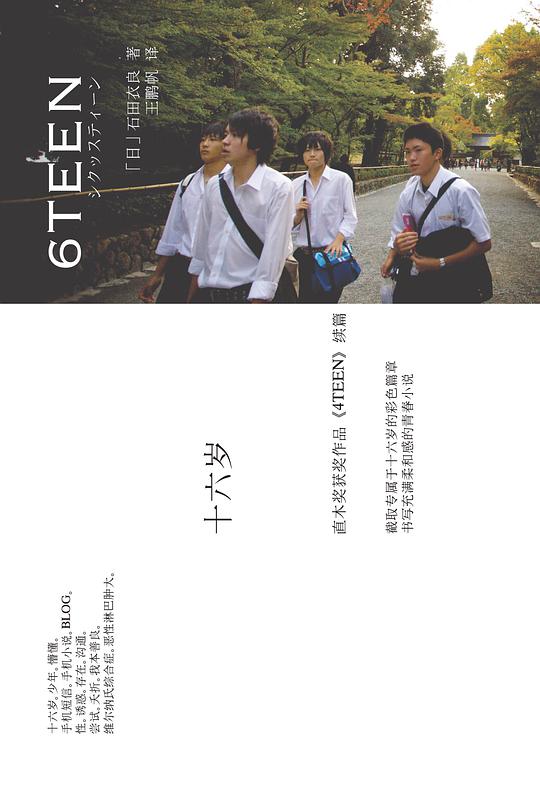 6TEEN
シクッスティーン
「日」石田衣良 著
王鹏帆 译
十六岁
直木奖获奖作品《4TEEN》续篇
截取专属于十六岁的彩色篇章
书写充满柔和感的青春小说
十六岁。少年。懵懂。
手机短信。手机小说。BLOG。
性。诱惑。存在。沟通。
尝试。夭折。我本善良。
维尔纳氏综合症。恶性淋巴肿大。